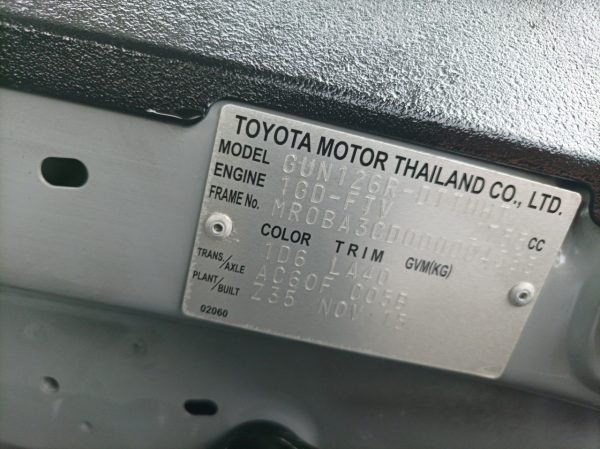 TOYOTA MOTOR THAILAND CO., LTD.
MODEL
ENGINE 1GD-FTV CC
FRAME No.
COLOR TRIM GVM(KG)
1D6 LA40
TRANS/AXLE AC60F C05E
PLANT/BUILT Z35 NOV 15
02060